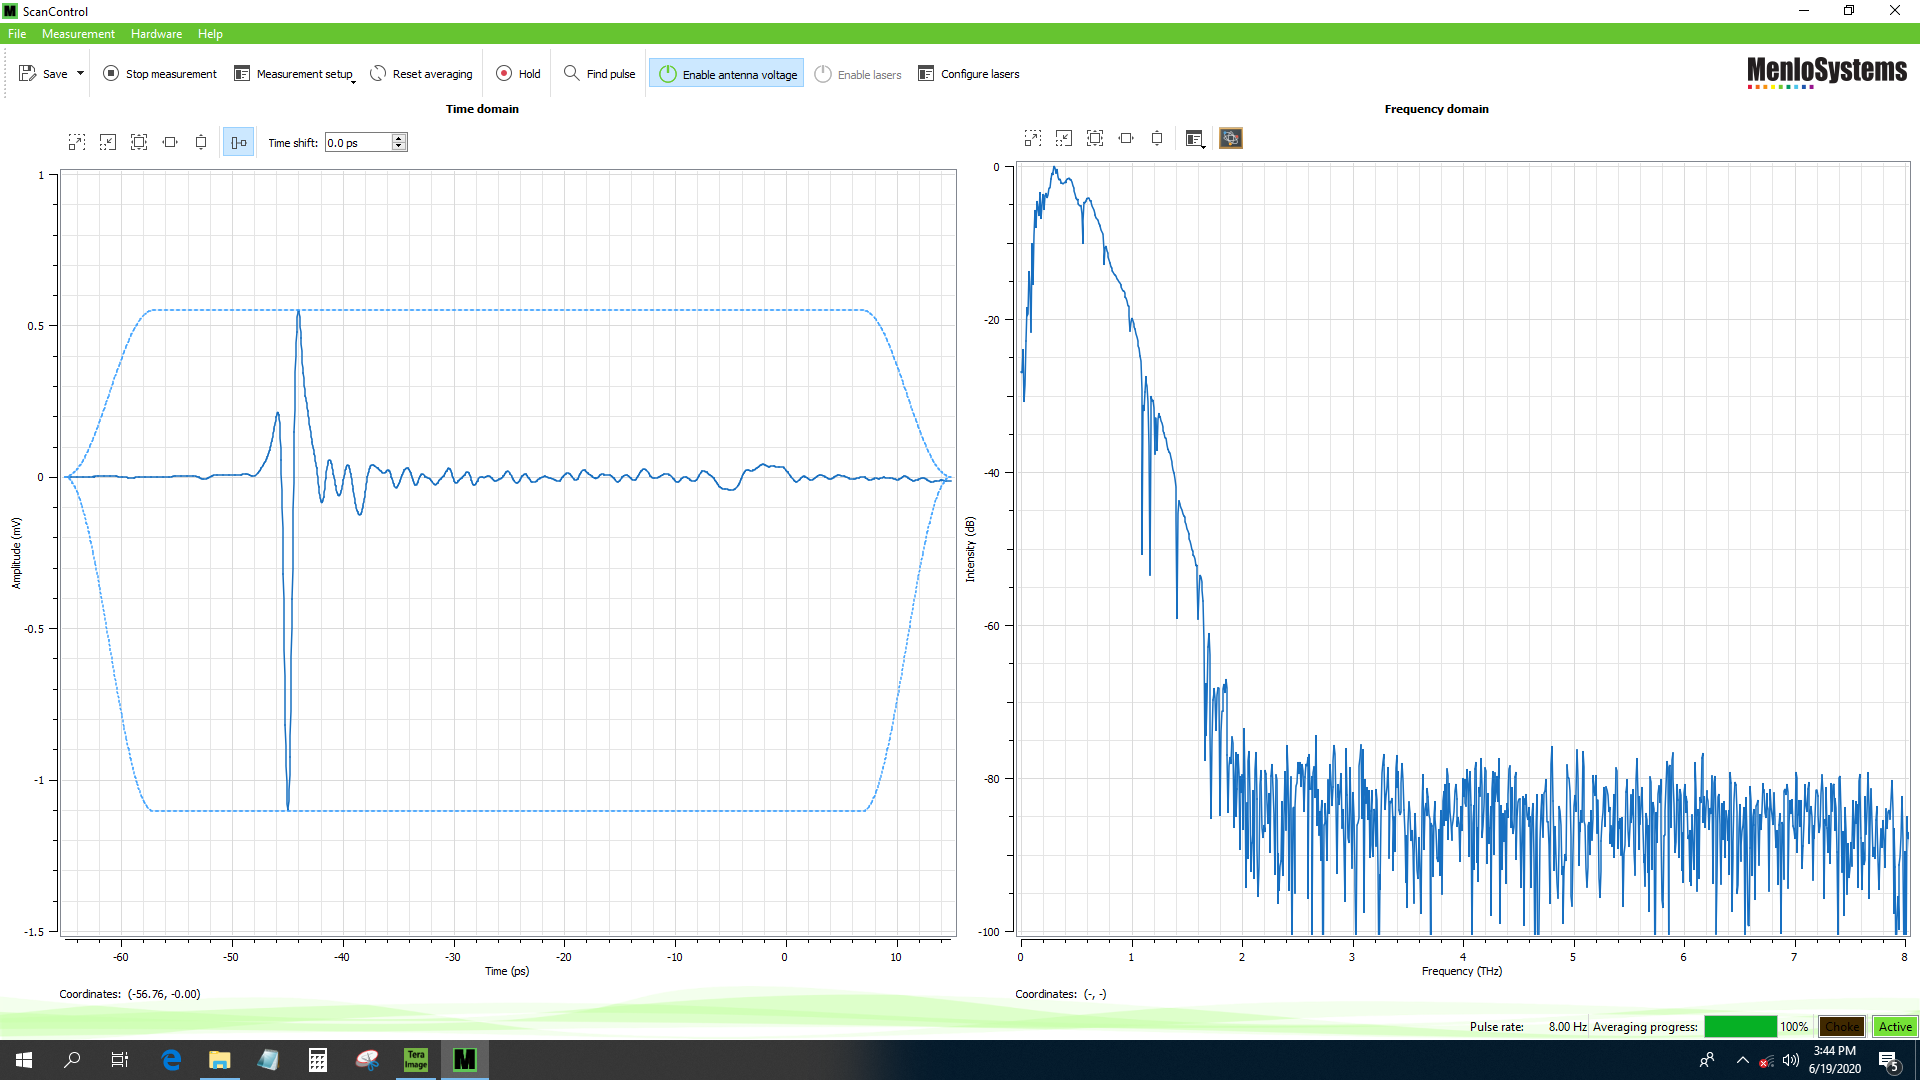 ScanControl
File Measurement Hardware Help
Save Stop measurement Measurement setup Reset averaging Hold Find pulse Enable antenna voltage Enable lasers Configure lasers
MenloSystems
Time domain
Time shift: 0.0 ps
1
0.5
0
-0.5
-1
-1.5
Amplitude (mV)
-60 -50 -40 -30 -20 -10 0 10
Time (ps)
Coordinates: (-56.76, -0.00)
Frequency domain
0
-20
-40
-60
-80
-100
Intensity (dB)
0 1 2 3 4 5 6 7 8
Frequency (THz)
Coordinates: (-, -)
Pulse rate: 8.00 Hz Averaging progress: 100% Choke Active
Tera
Image
M
3:44 PM
6/19/2020
5